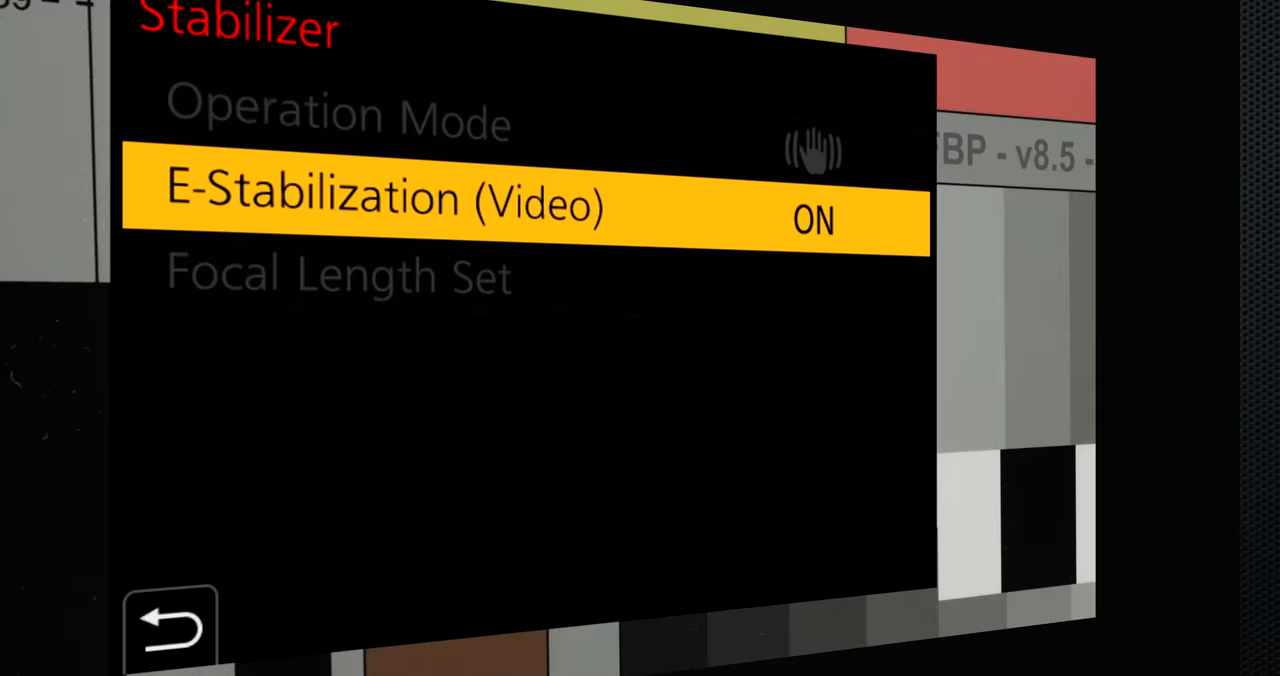 Stabilizer
Operation Mode
E-Stabilization (Video) ON
Focal Length Set
FBP - v8.5 -